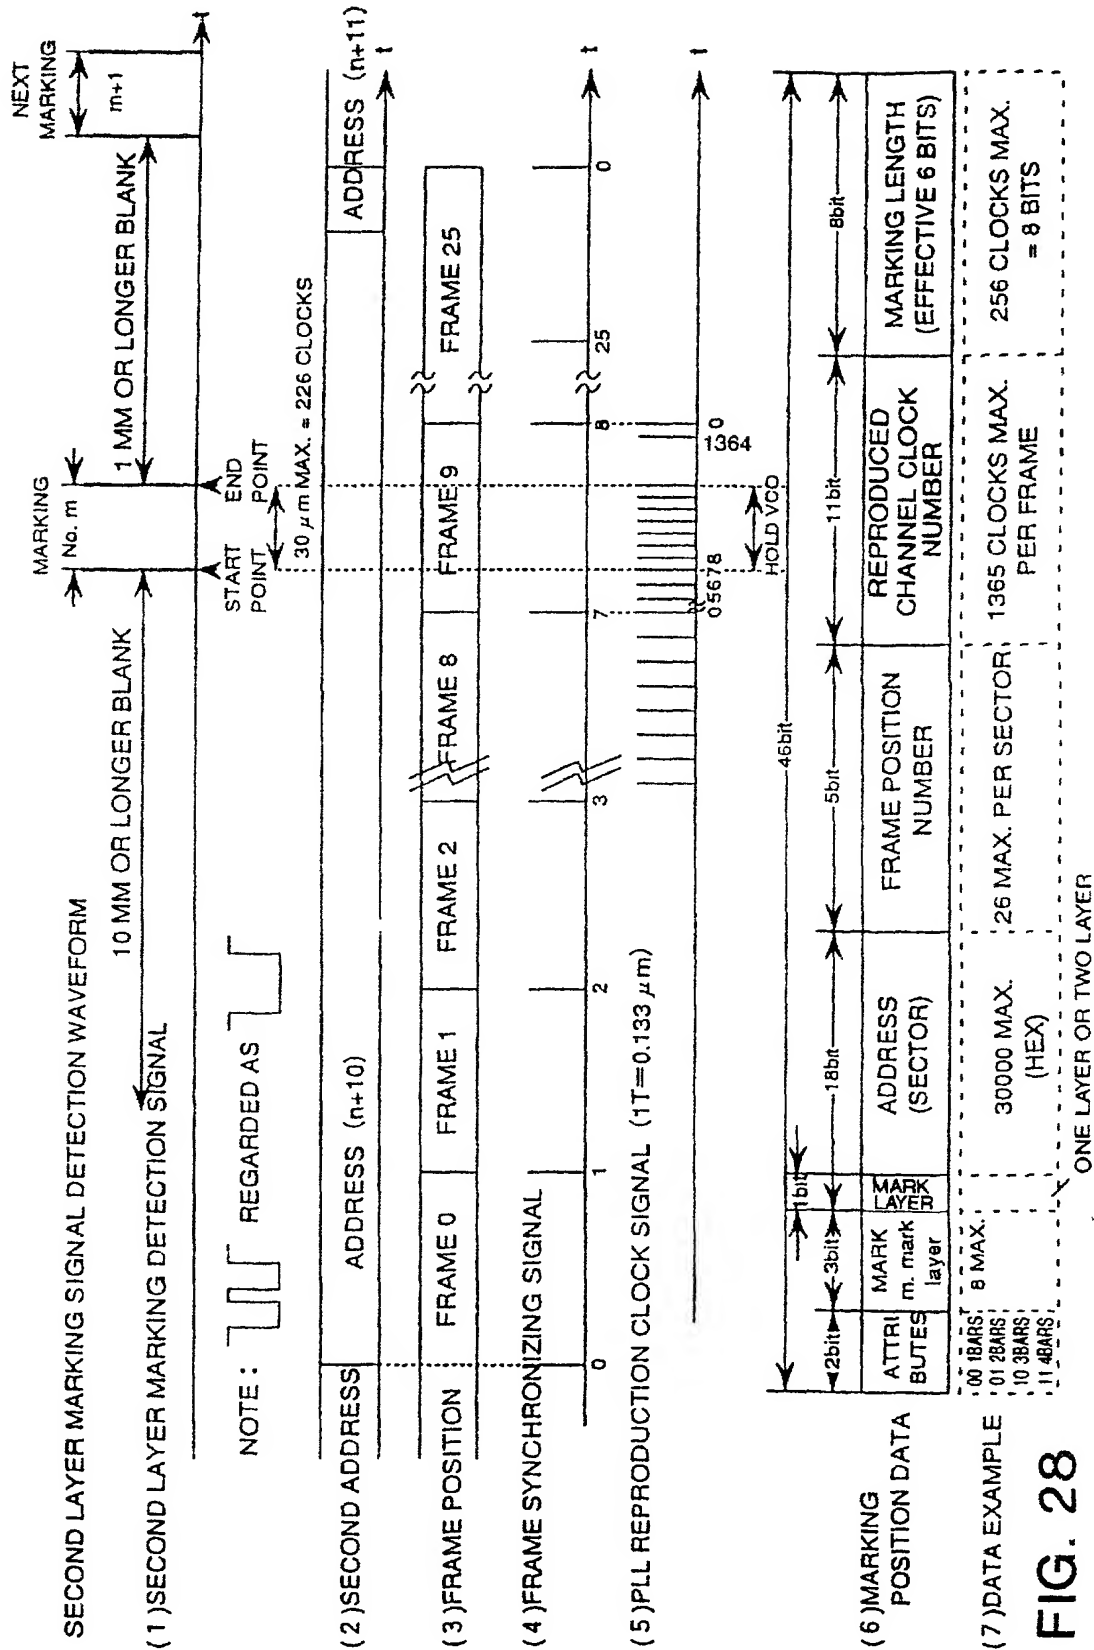 SECOND LAYER MARKING SIGNAL DETECTION WAVEFORM
MARKING
No. m
NEXT
MARKING
m+1
10 MM OR LONGER BLANK
1 MM OR LONGER BLANK
(1)SECOND LAYER MARKING DETECTION SIGNAL
t
START
POINT
END
POINT
NOTE :
REGARDED AS
30 μm MAX. = 226 CLOCKS
(2)SECOND ADDRESS
ADDRESS (n+10)
ADDRESS (n+11)
t
(3)FRAME POSITION
FRAME 0
FRAME 1
FRAME 2
FRAME 8
FRAME 9
FRAME 25
(4)FRAME SYNCHRONIZING SIGNAL
0
1
2
3
7
8
25
0
t
(5)PLL REPRODUCTION CLOCK SIGNAL (1T=0.133 μm)
05678
1364
0
t
HOLD VCO
46bit
2bit
3bit
1bit
18bit
5bit
11bit
8bit
(6)MARKING
POSITION DATA
ATTRI
BUTES
MARK
m. mark
layer
MARK
LAYER
ADDRESS
(SECTOR)
FRAME POSITION
NUMBER
REPRODUCED
CHANNEL CLOCK
NUMBER
MARKING LENGTH
(EFFECTIVE 6 BITS)
(7)DATA EXAMPLE
00 1BARS
01 2BARS
10 3BARS
11 4BARS
8 MAX.
30000 MAX.
(HEX)
26 MAX. PER SECTOR
1365 CLOCKS MAX.
PER FRAME
256 CLOCKS MAX.
= 8 BITS
ONE LAYER OR TWO LAYER
FIG. 28